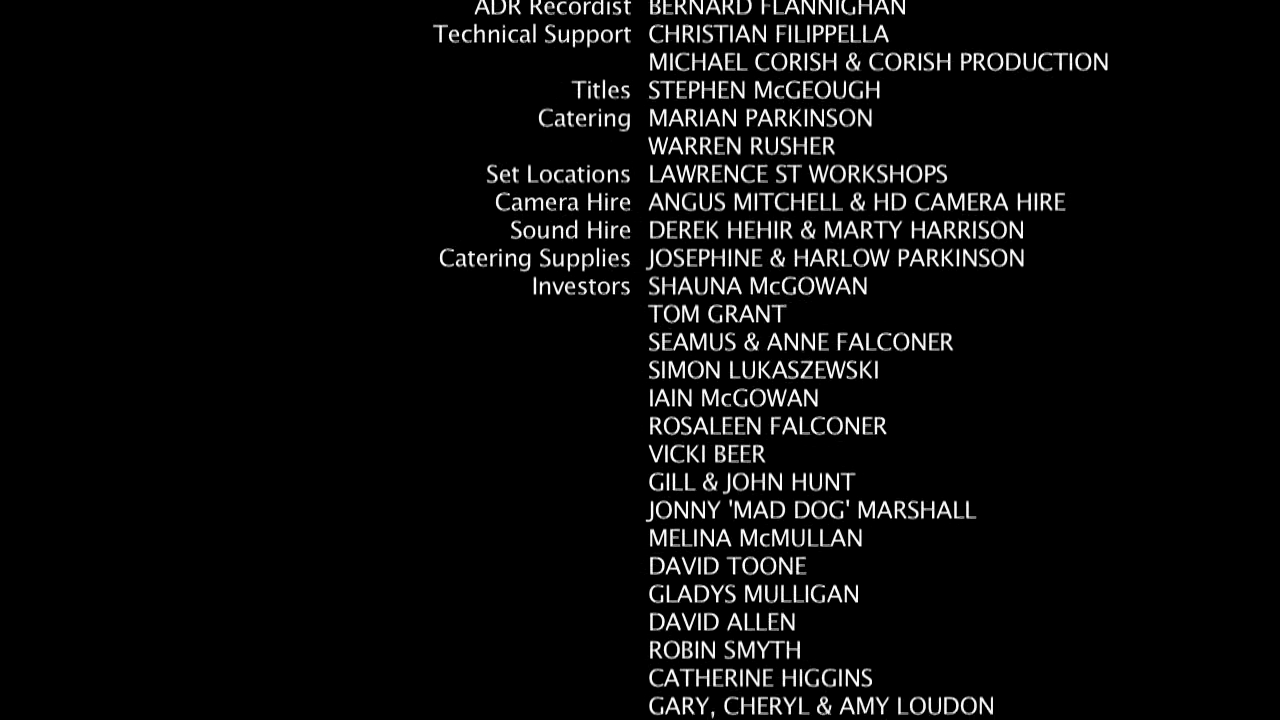 ADR Recordist BERNARD FLANNIGHAN
Technical Support CHRISTIAN FILIPPELLA
MICHAEL CORISH & CORISH PRODUCTION
Titles STEPHEN McGEOUGH
Catering MARIAN PARKINSON
WARREN RUSHER
Set Locations LAWRENCE ST WORKSHOPS
Camera Hire ANGUS MITCHELL & HD CAMERA HIRE
Sound Hire DEREK HEHIR & MARTY HARRISON
Catering Supplies JOSEPHINE & HARLOW PARKINSON
Investors SHAUNA McGOWAN
TOM GRANT
SEAMUS & ANNE FALCONER
SIMON LUKASZEWSKI
IAIN McGOWAN
ROSALEEN FALCONER
VICKI BEER
GILL & JOHN HUNT
JONNY 'MAD DOG' MARSHALL
MELINA McMULLAN
DAVID TOONE
GLADYS MULLIGAN
DAVID ALLEN
ROBIN SMYTH
CATHERINE HIGGINS
GARY, CHERYL & AMY LOUDON